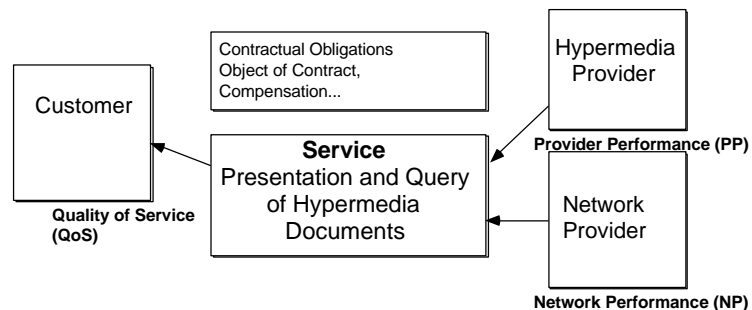 Contractual Obligations
Object of Contract,
Compensation...
Hypermedia
Provider
Customer
Provider Performance (PP)
Service
Presentation and Query
of Hypermedia
Documents
Quality of Service
(QoS)
Network
Provider
Network Performance (NP)